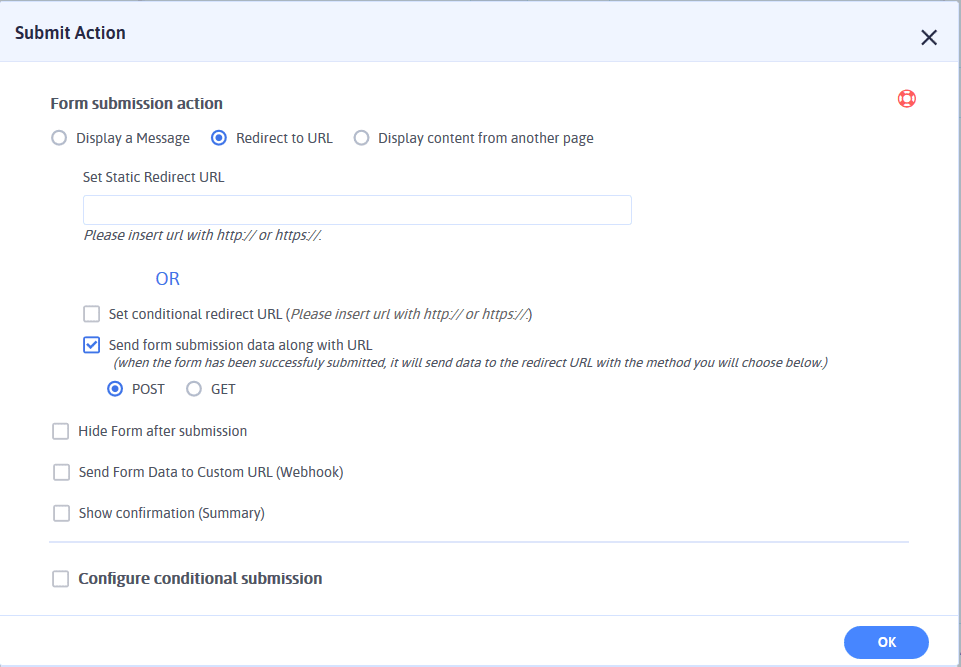 Submit Action
Form submission action
Display a Message Redirect to URL Display content from another page
Set Static Redirect URL
Please insert url with http:// or https://.
OR
Set conditional redirect URL (Please insert url with http:// or https://.)
Send form submission data along with URL
(when the form has been successfuly submitted, it will send data to the redirect URL with the method you will choose below.)
POST GET
Hide Form after submission
Send Form Data to Custom URL (Webhook)
Show confirmation (Summary)
Configure conditional submission
OK